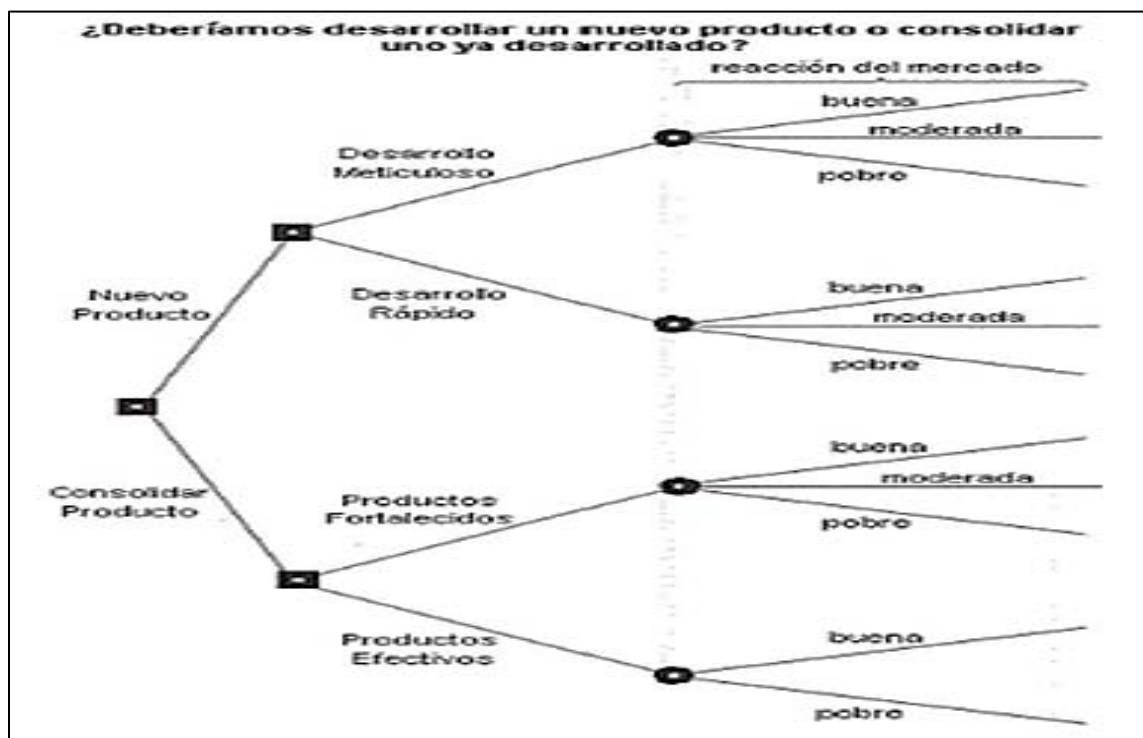 ¿Deberíamos desarrollar un nuevo producto o consolidar
uno ya desarrollado?
reacción del mercado
buena
moderada
pobre
Desarrollo
Meticuloso
Nuevo
Producto
Desarrollo
Rápido
buena
moderada
pobre
Consolidar
Producto
Productos
Fortalecidos
buena
moderada
pobre
Productos
Efectivos
buena
pobre